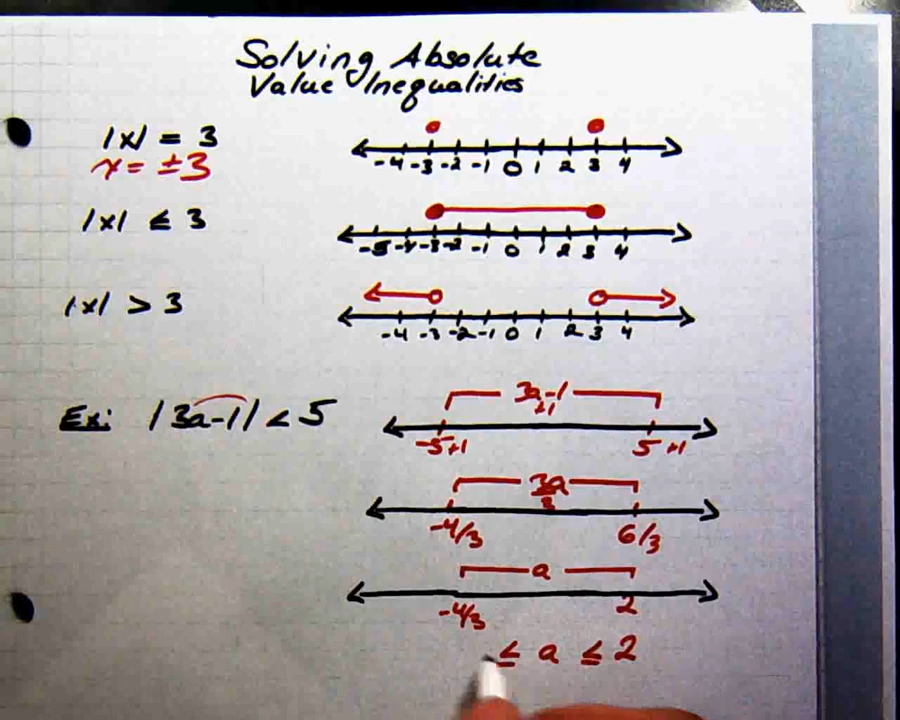 Solving Absolute
Value Inequalities
|x| = 3
x = ±3
-4 -3 -2 -1 0 1 2 3 4
|x| ≤ 3
-5 -4 -3 -2 -1 0 1 2 3 4
|x| > 3
-4 -3 -2 -1 0 1 2 3 4
Ex: |3a-1| < 5
3a-1
+1
-5+1 5+1
3a
3
-4/3 6/3
a
-4/3 2
≤ a ≤ 2